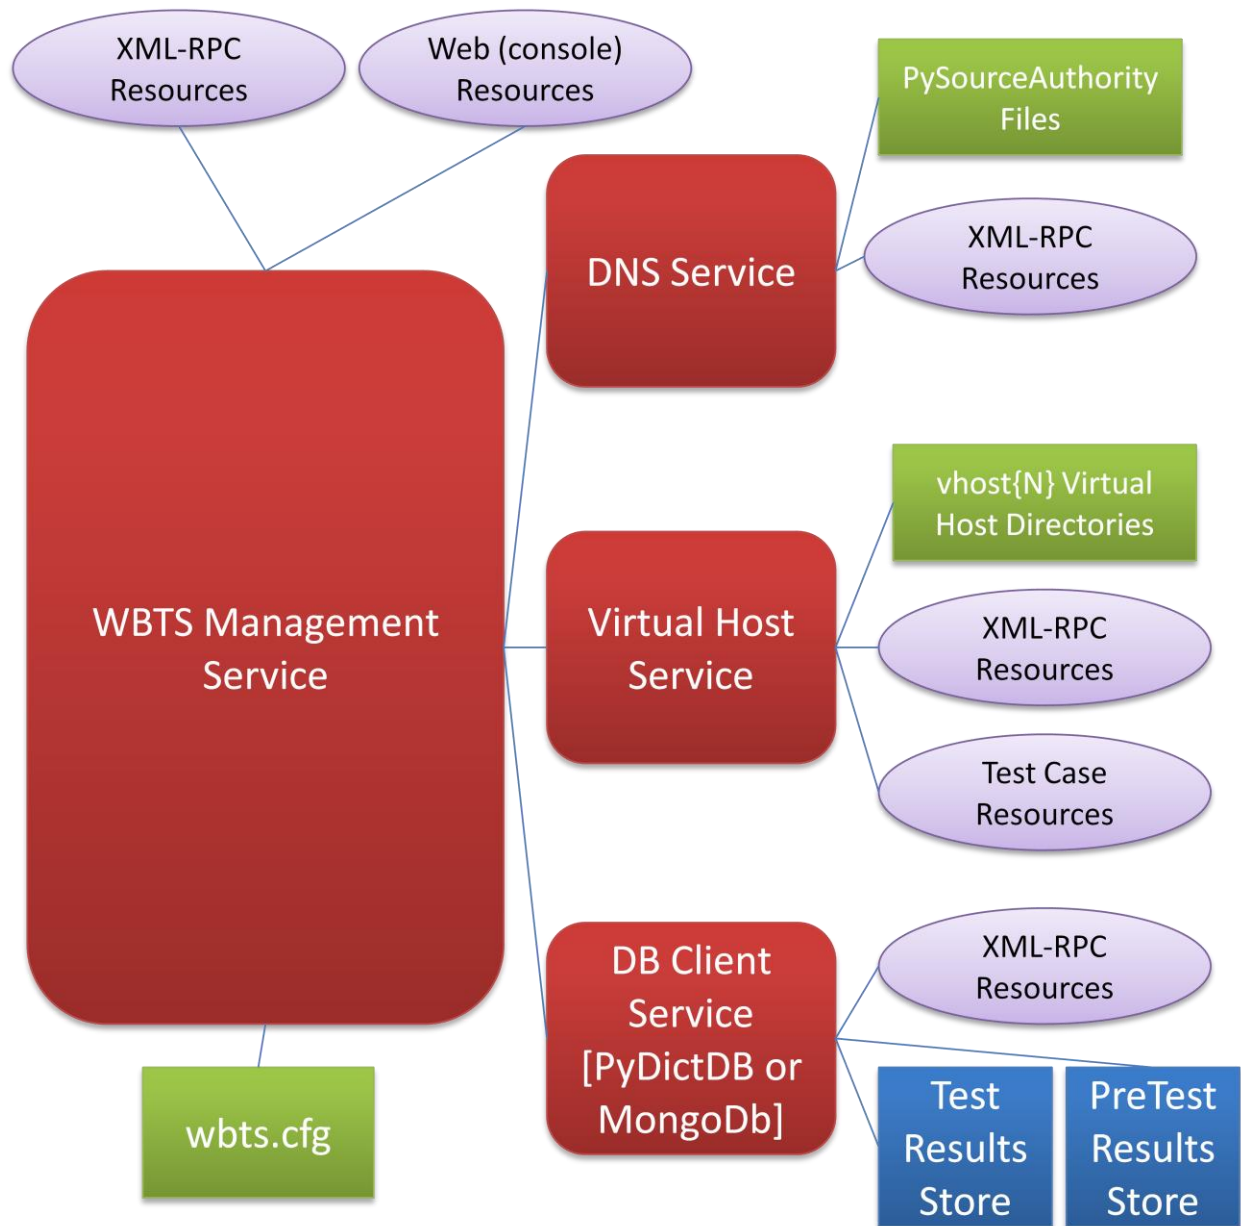 XML-RPC
Resources
Web (console)
Resources
PySourceAuthority
Files
DNS Service
XML-RPC
Resources
vhost{N} Virtual
Host Directories
WBTS Management
Service
Virtual Host
Service
XML-RPC
Resources
Test Case
Resources
DB Client
Service
[PyDictDB or
MongoDb]
XML-RPC
Resources
wbts.cfg
Test
Results
Store
PreTest
Results
Store